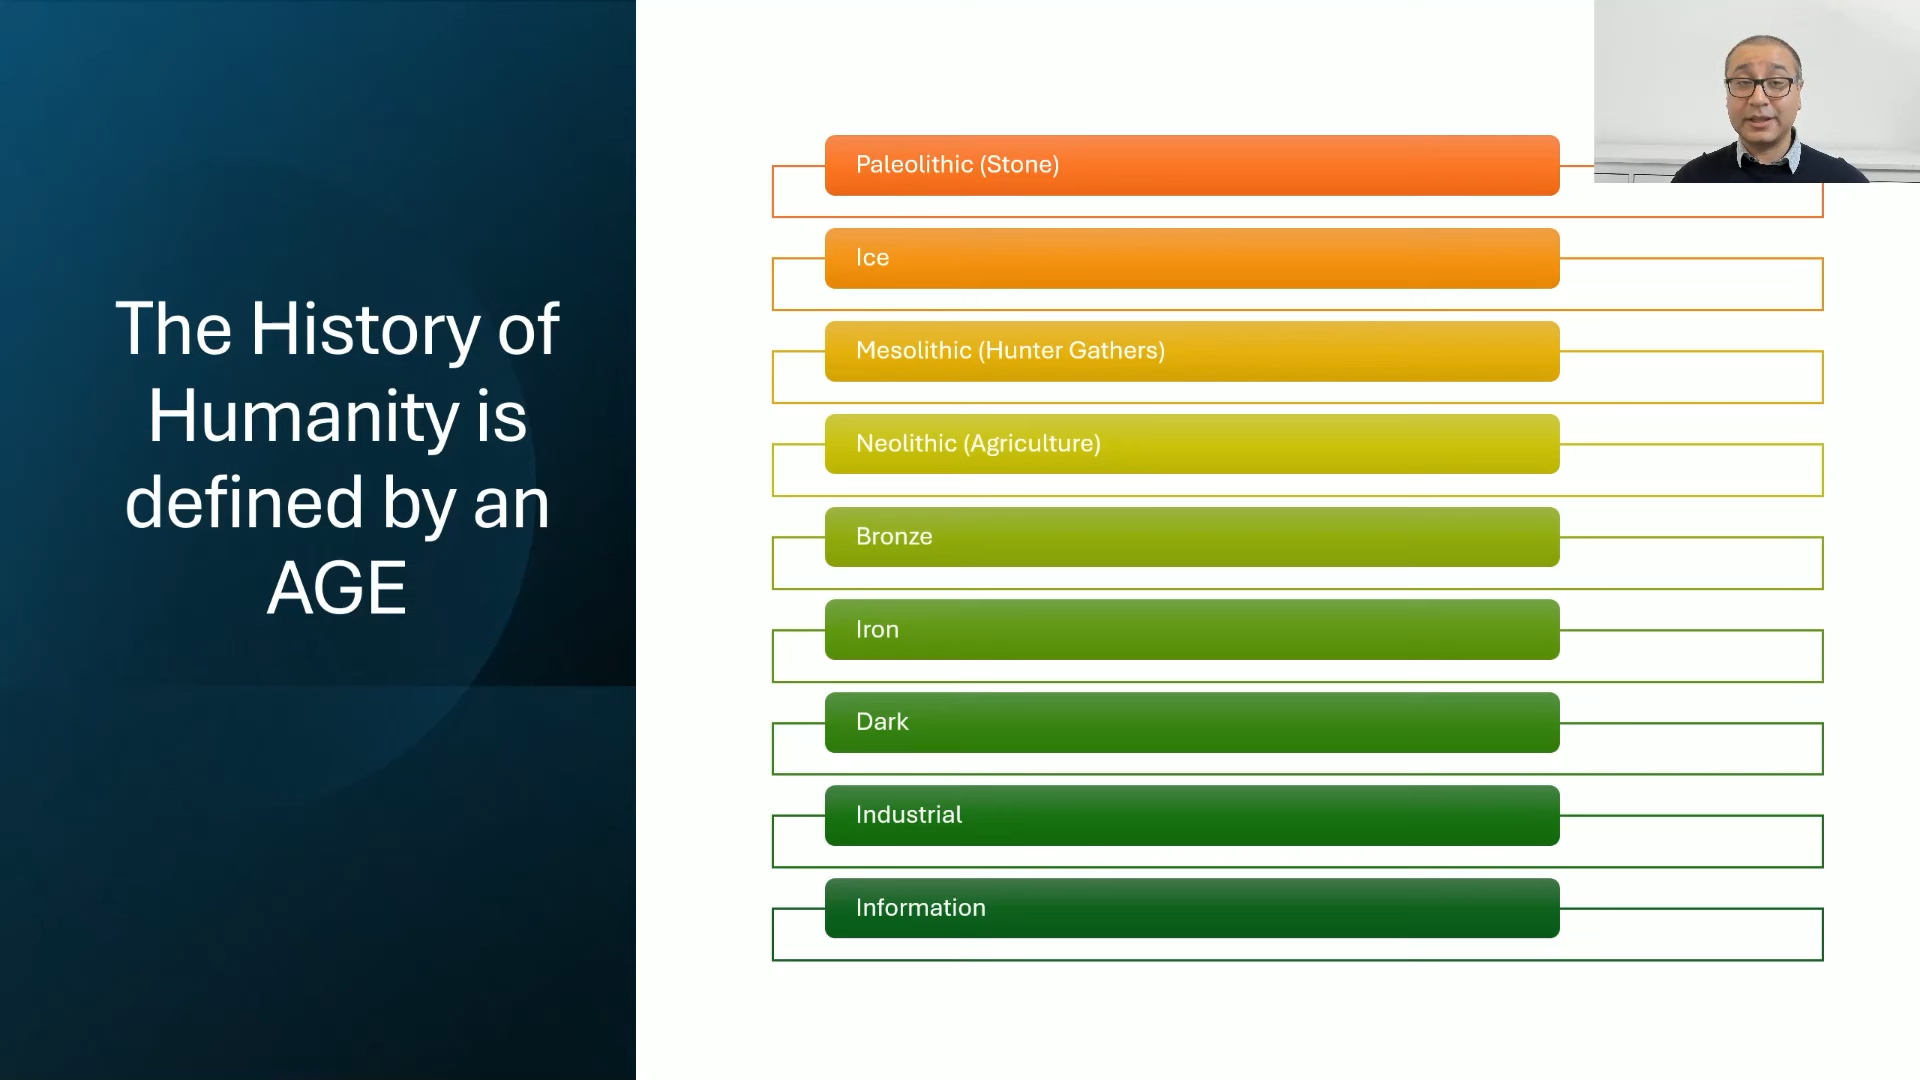 The History of
Humanity is
defined by an
AGE
Paleolithic (Stone)
Ice
Mesolithic (Hunter Gathers)
Neolithic (Agriculture)
Bronze
Iron
Dark
Industrial
Information